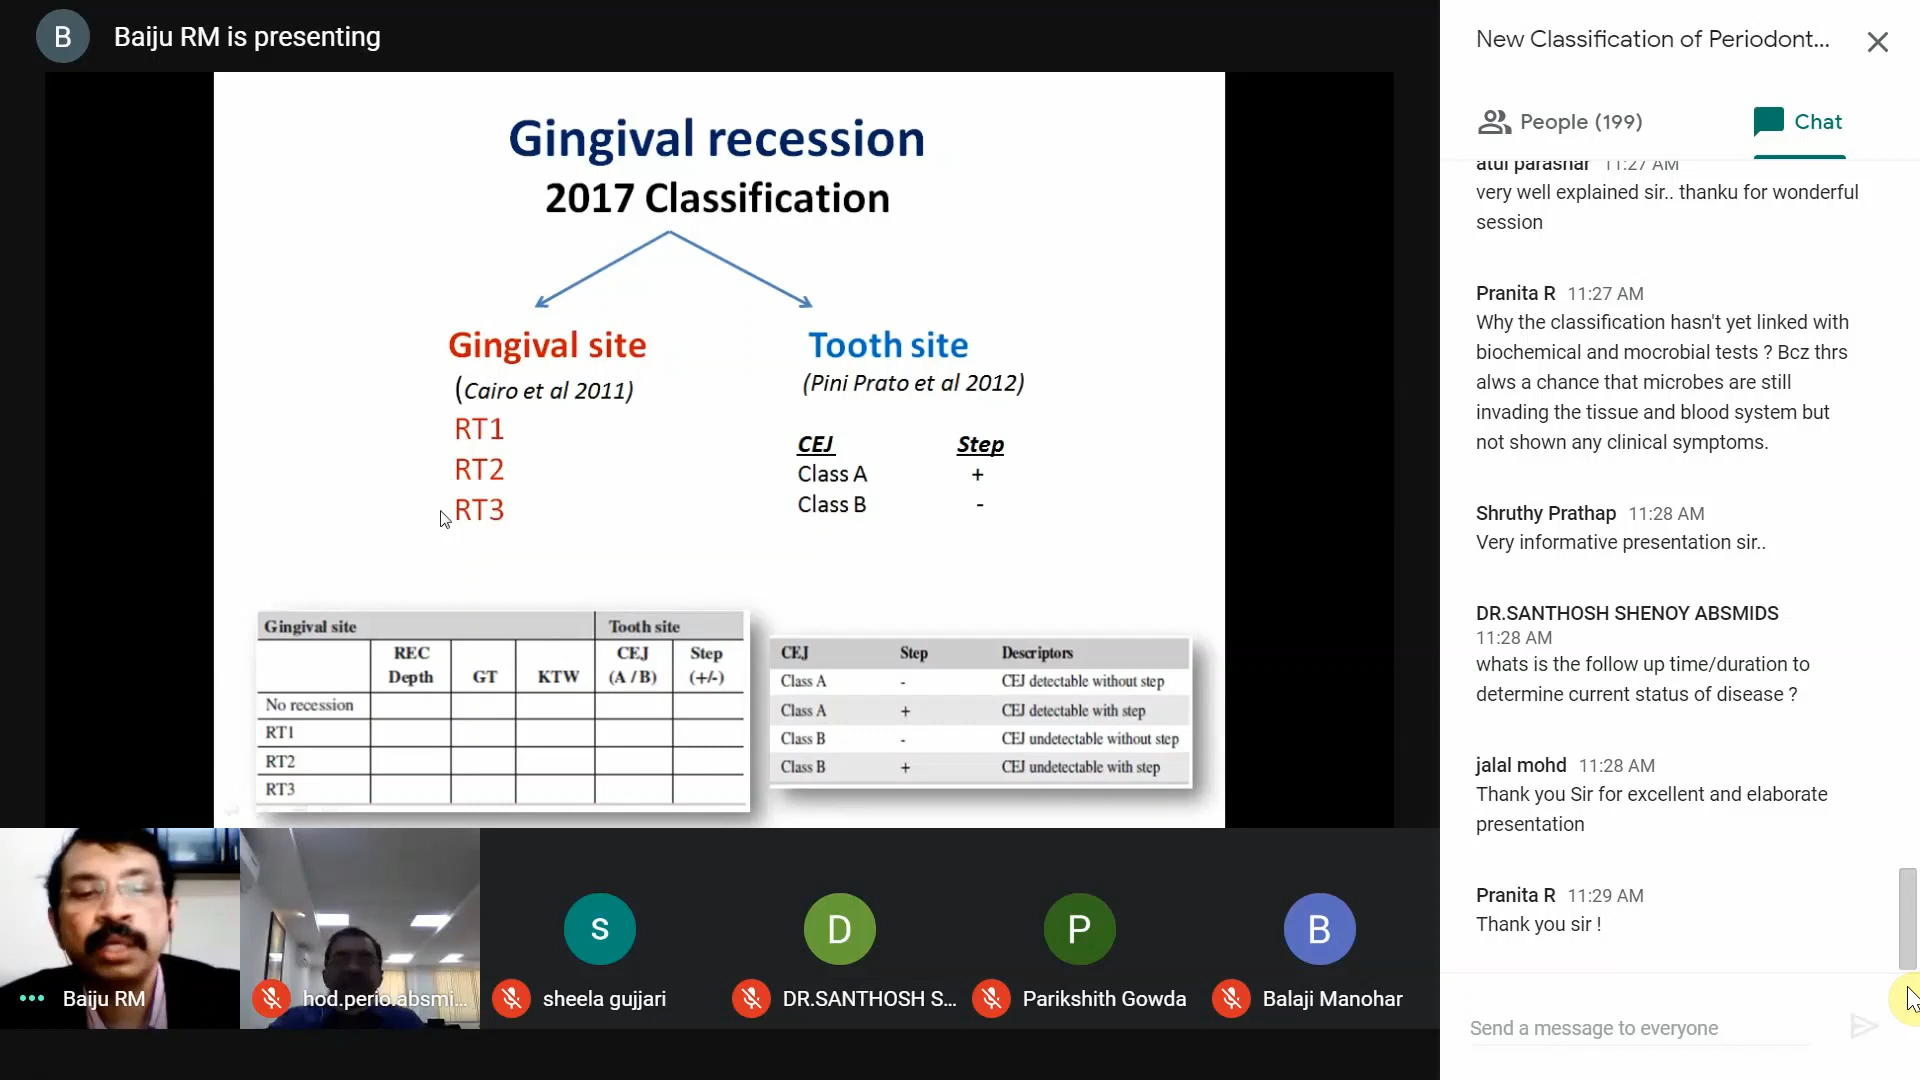 B
Baiju RM is presenting
Gingival recession
2017 Classification
Gingival site
Tooth site
(Cairo et al 2011)
(Pini Prato et al 2012)
RT1
RT2
RT3
CEJ Step
Class A +
Class B -
Gingival site Tooth site
REC Depth GT KTW CEJ (A / B) Step (+/-)
No recession
RT1
RT2
RT3
CEJ Step Descriptors
Class A - CEJ detectable without step
Class A + CEJ detectable with step
Class B - CEJ undetectable without step
Class B + CEJ undetectable with step
Baiju RM
hod.perio.absmi...
s
sheela gujjari
D
DR.SANTHOSH S...
P
Parikshith Gowda
B
Balaji Manohar
New Classification of Periodont...
People (199)
Chat
atul parashar 11:27 AM
very well explained sir.. thanku for wonderful
session
Pranita R 11:27 AM
Why the classification hasn't yet linked with
biochemical and mocrobial tests ? Bcz thrs
alws a chance that microbes are still
invading the tissue and blood system but
not shown any clinical symptoms.
Shruthy Prathap 11:28 AM
Very informative presentation sir..
DR.SANTHOSH SHENOY ABSMIDS
11:28 AM
whats is the follow up time/duration to
determine current status of disease ?
jalal mohd 11:28 AM
Thank you Sir for excellent and elaborate
presentation
Pranita R 11:29 AM
Thank you sir !
Send a message to everyone